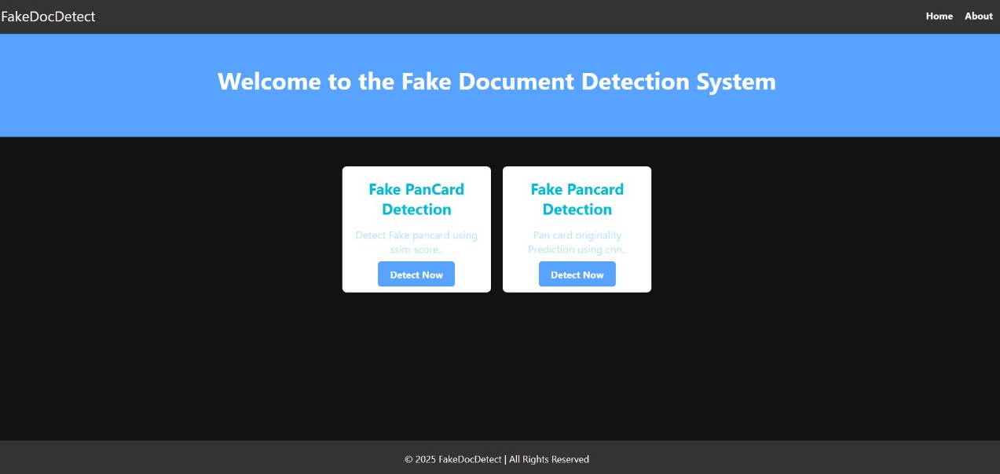 FakeDocDetect
Home About
Welcome to the Fake Document Detection System
Fake PanCard
Detection
Detect Fake pancard using
ssim score..
Detect Now
Fake Pancard
Detection
Pan card originality
Prediction using cnn..
Detect Now
© 2025 FakeDocDetect | All Rights Reserved